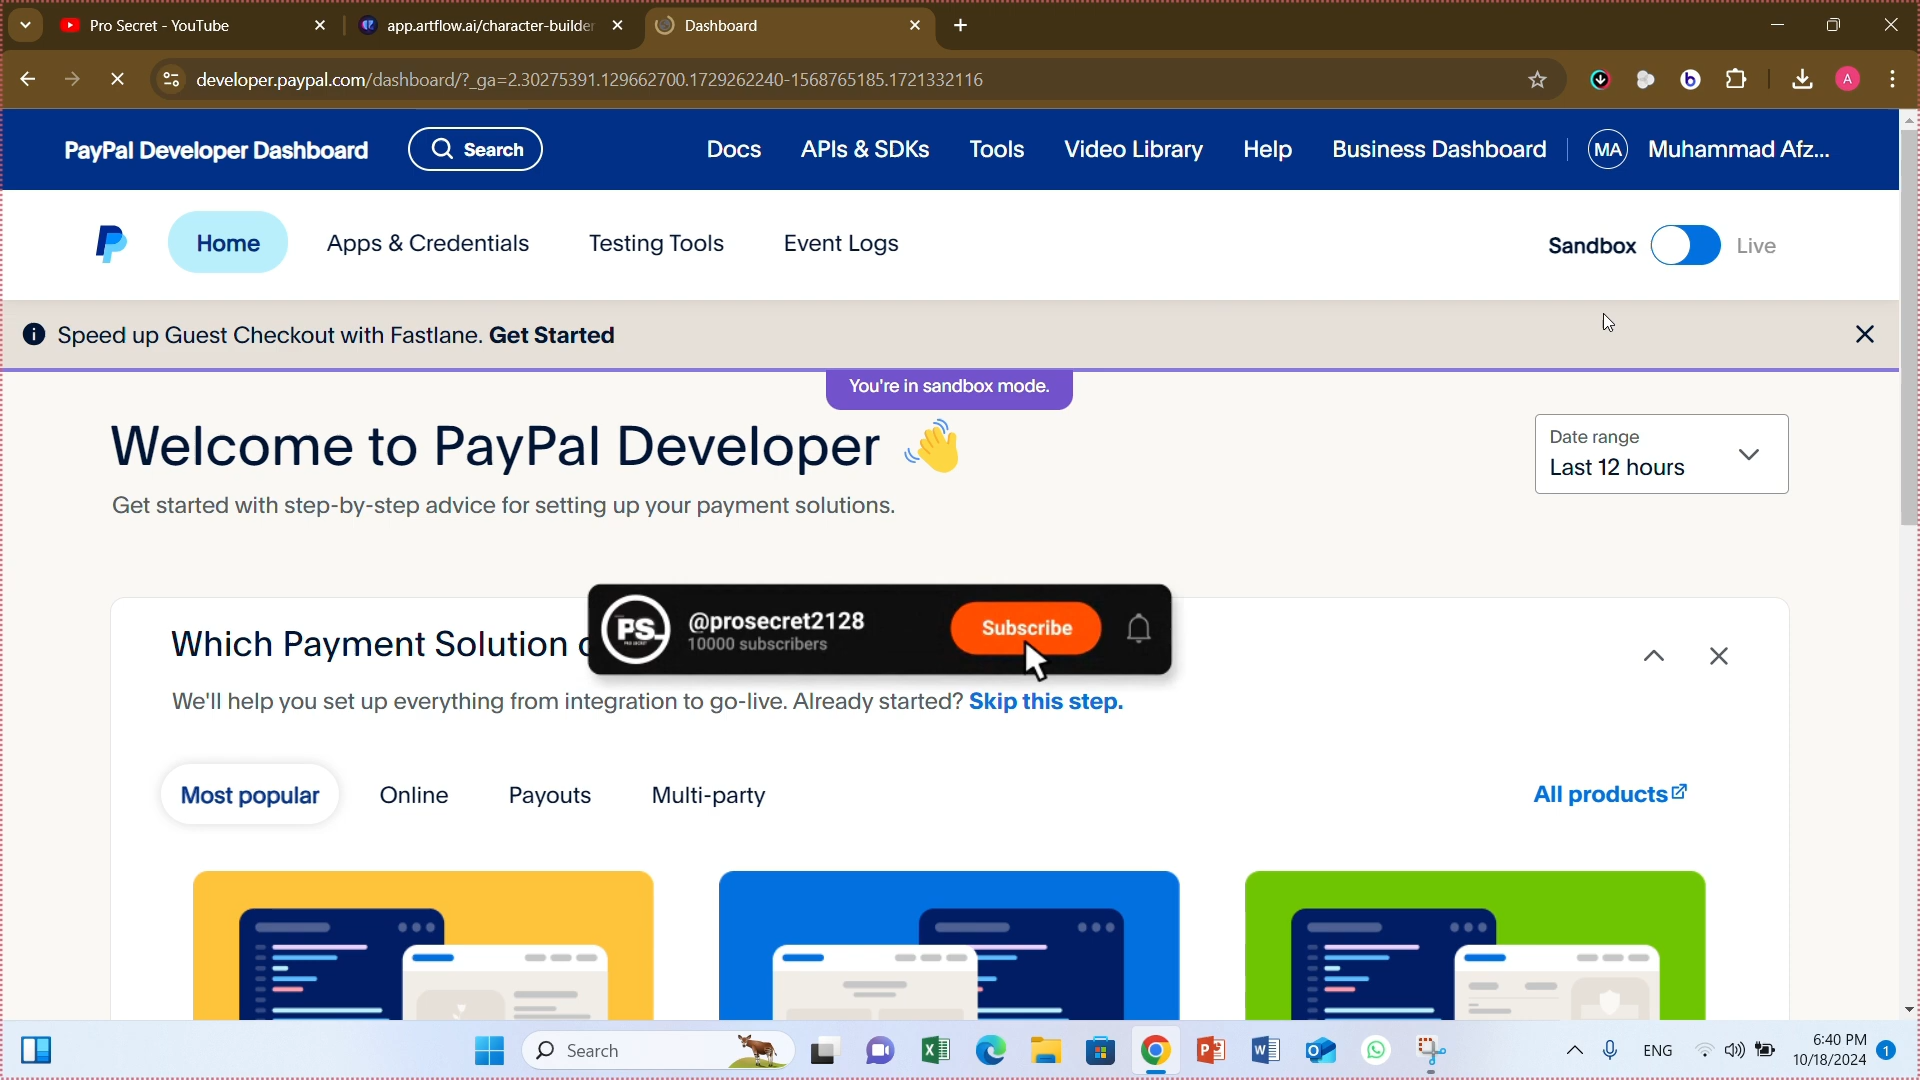 Pro Secret - YouTube
app.artflow.ai/character-builder
Dashboard
developer.paypal.com/dashboard/?_ga=2.30275391.129662700.1729262240-1568765185.1721332116
A
PayPal Developer Dashboard
Search
Docs
APIs & SDKs
Tools
Video Library
Help
Business Dashboard
MA
Muhammad Afz...
Home
Apps & Credentials
Testing Tools
Event Logs
Sandbox
Live
Speed up Guest Checkout with Fastlane. Get Started
You're in sandbox mode.
Welcome to PayPal Developer 👋
Date range
Last 12 hours
Get started with step-by-step advice for setting up your payment solutions.
Which Payment Solution
PS
@prosecret2128
10000 subscribers
Subscribe
We'll help you set up everything from integration to go-live. Already started? Skip this step.
Most popular
Online
Payouts
Multi-party
All products
Search
ENG
6:40 PM
10/18/2024
1